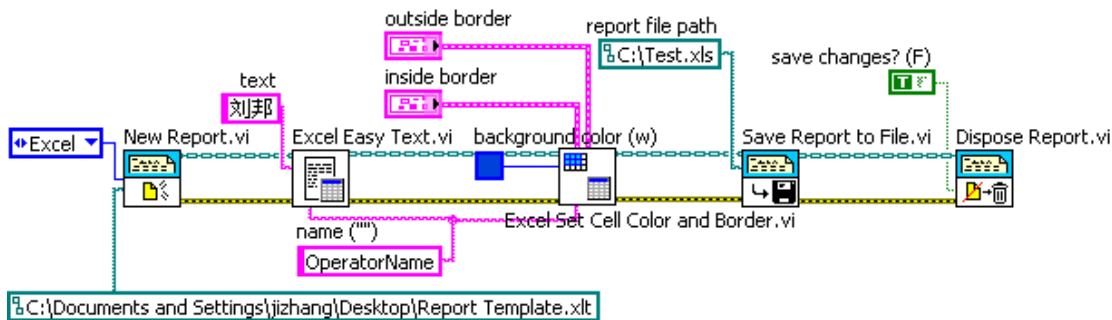 outside border
report file path
C:\Test.xls
save changes? (F)
T
inside border
text
刘邦
Excel
New Report.vi
Excel Easy Text.vi
background color (w)
Save Report to File.vi
Dispose Report.vi
Excel Set Cell Color and Border.vi
name ("")
OperatorName
C:\Documents and Settings\jizhang\Desktop\Report Template.xlt